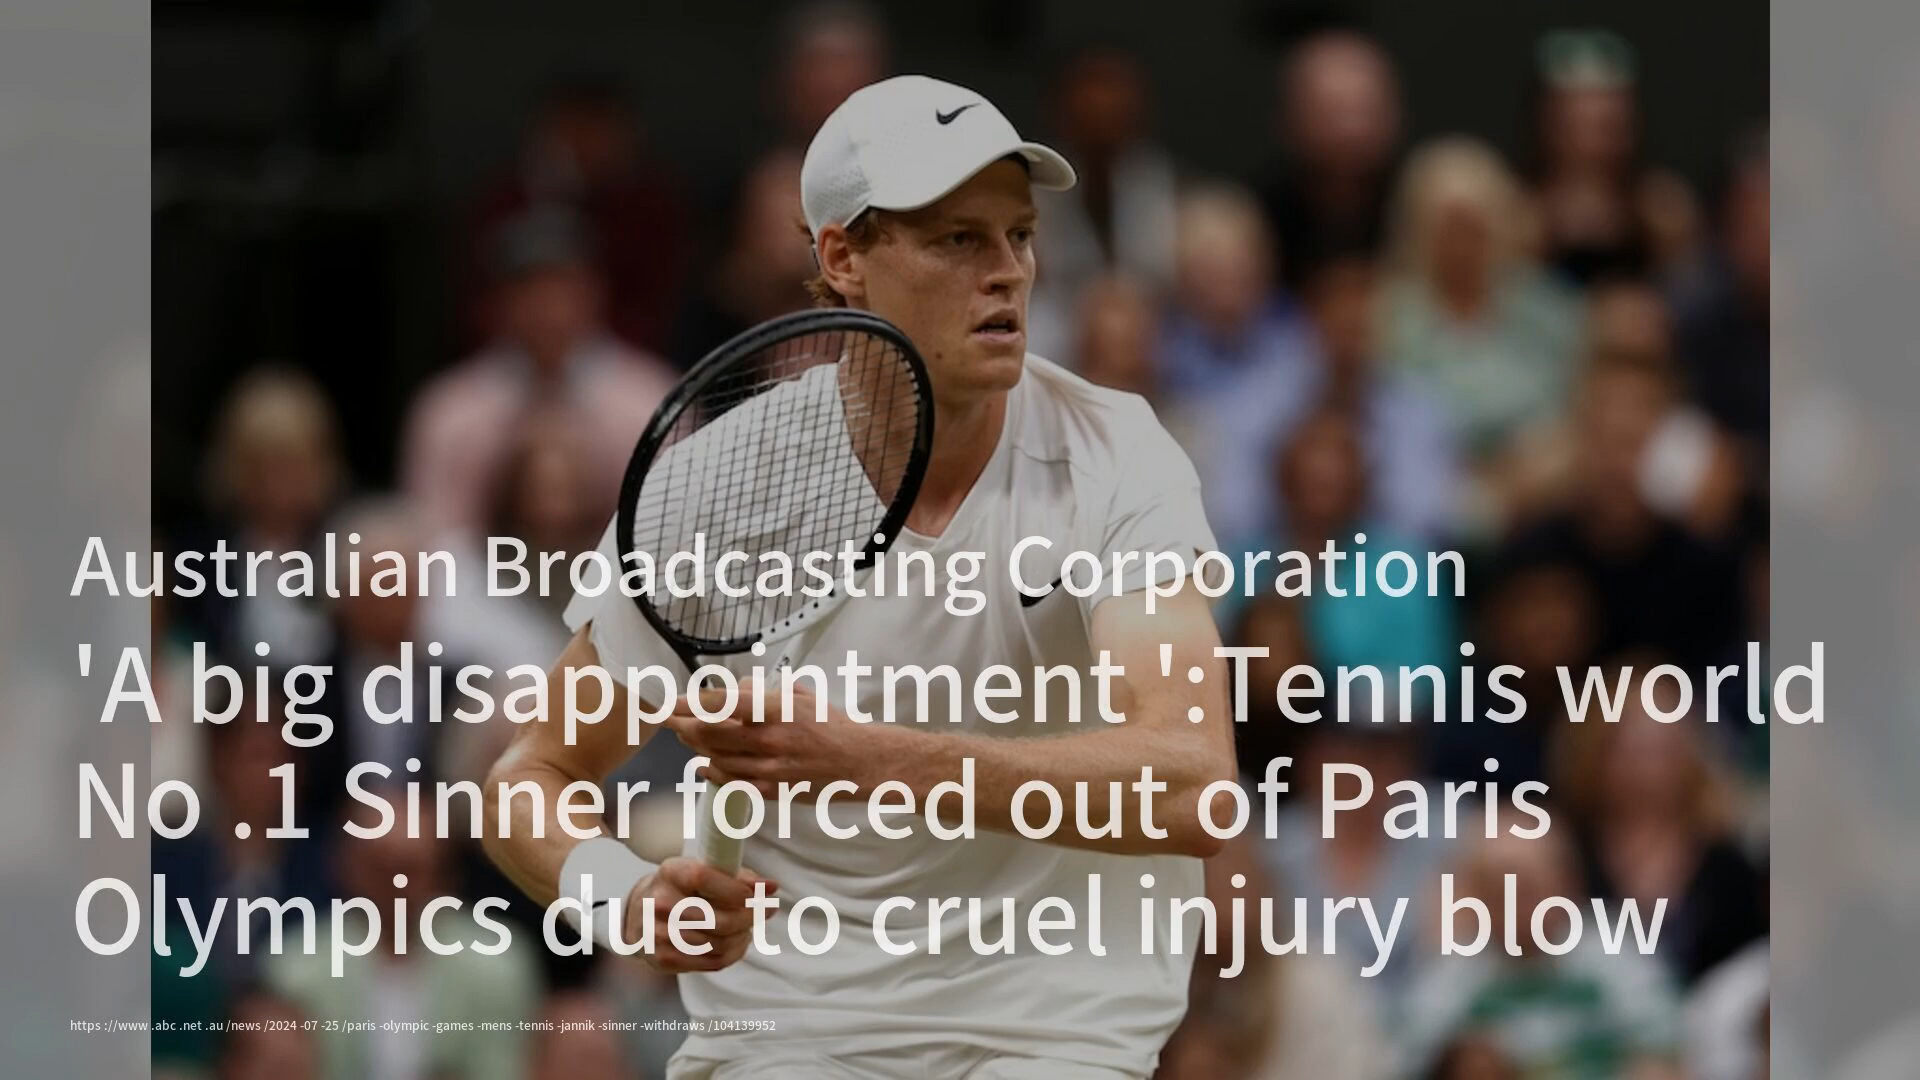 Australian Broadcasting Corporation
'A big disappointment ':Tennis world
No .1 Sinner forced out of Paris
Olympics due to cruel injury blow
https ://www .abc .net .au /news /2024 -07 -25 /paris -olympic -games -mens -tennis -jannik -sinner -withdraws /104139952